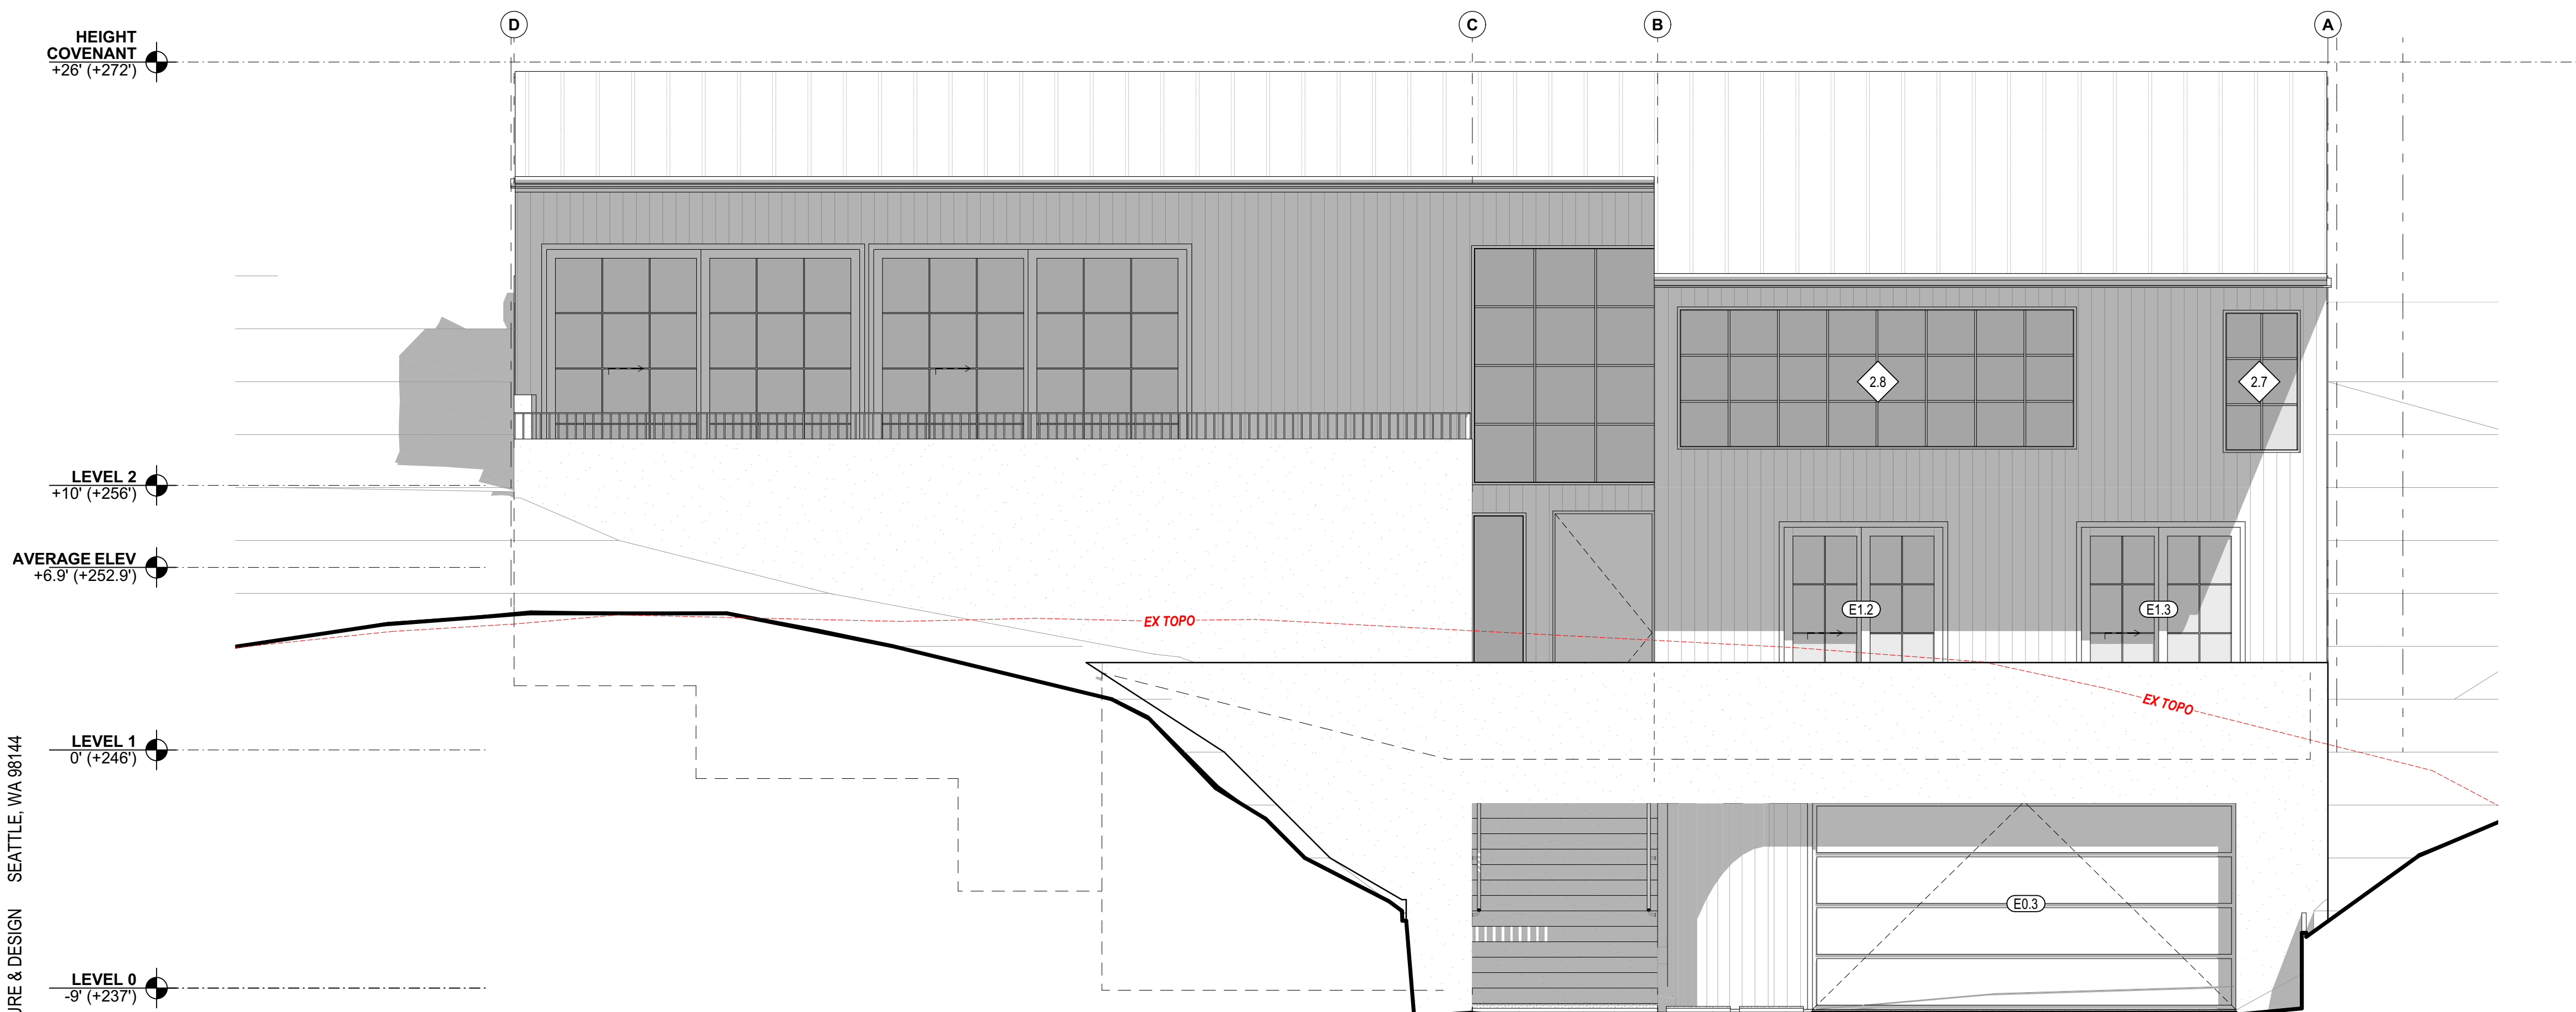 D
C
B
A
HEIGHT
COVENANT
+26' (+272')
2.8
2.7
LEVEL 2
+10' (+256')
AVERAGE ELEV
+6.9' (+252.9')
E1.2
E1.3
EX TOPO
EX TOPO
LEVEL 1
0' (+246')
E0.3
LEVEL 0
-9' (+237')
URE & DESIGN SEATTLE, WA 98144